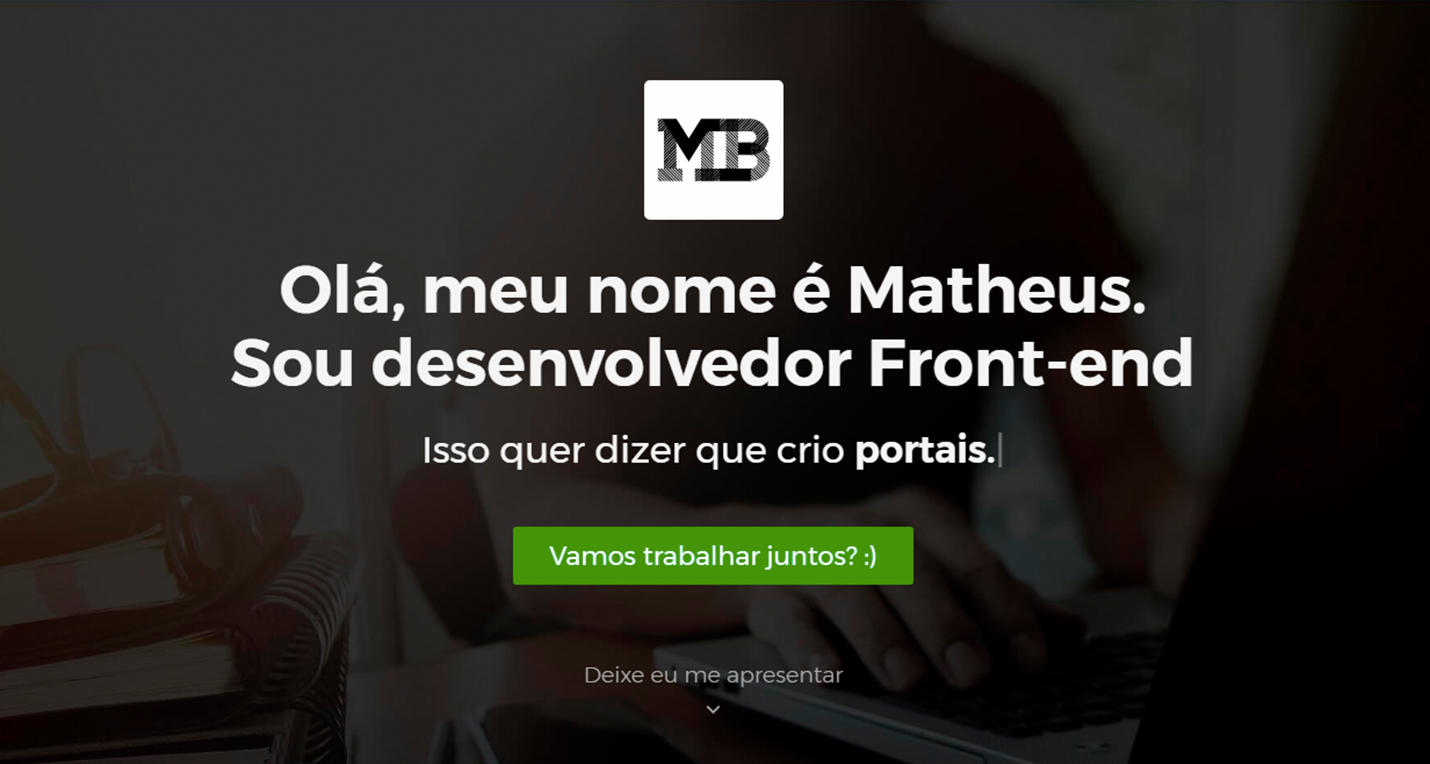 MB
Olá, meu nome é Matheus.
Sou desenvolvedor Front-end
Isso quer dizer que crio portais.
Vamos trabalhar juntos? :)
Deixe eu me apresentar